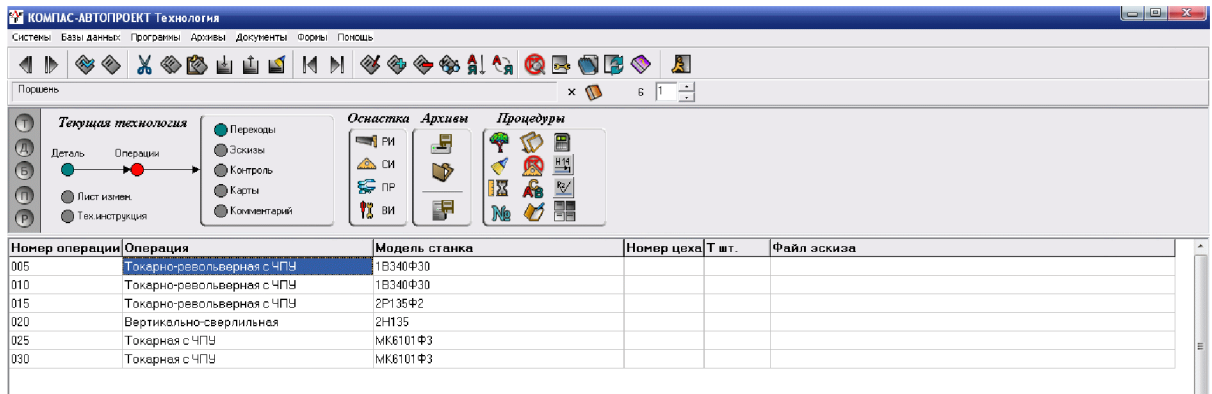 КОМПАС-АВТОПРОЕКТ Технология
Системы Базы данных Программы Архивы Документы Формы Помощь
Поршень Б 1
Текущая технология Оснастка Архивы Процедуры
Т
Д
Б
П
Р
Деталь Операции
Лист измен.
Тех.инструкция
Переходы
Эскизы
Контроль
Карты
Комментарий
РИ
СИ
ПР
ВИ
Номер операции Операция Модель станка Номер цеха Т шт. Файл эскиза
005 Токарно-револьверная с ЧПУ 1В340Ф30
010 Токарно-револьверная с ЧПУ 1В340Ф30
015 Токарно-револьверная с ЧПУ 2Р135Ф2
020 Вертикально-сверлильная 2Н135
025 Токарная с ЧПУ МК6101Ф3
030 Токарная с ЧПУ МК6101Ф3